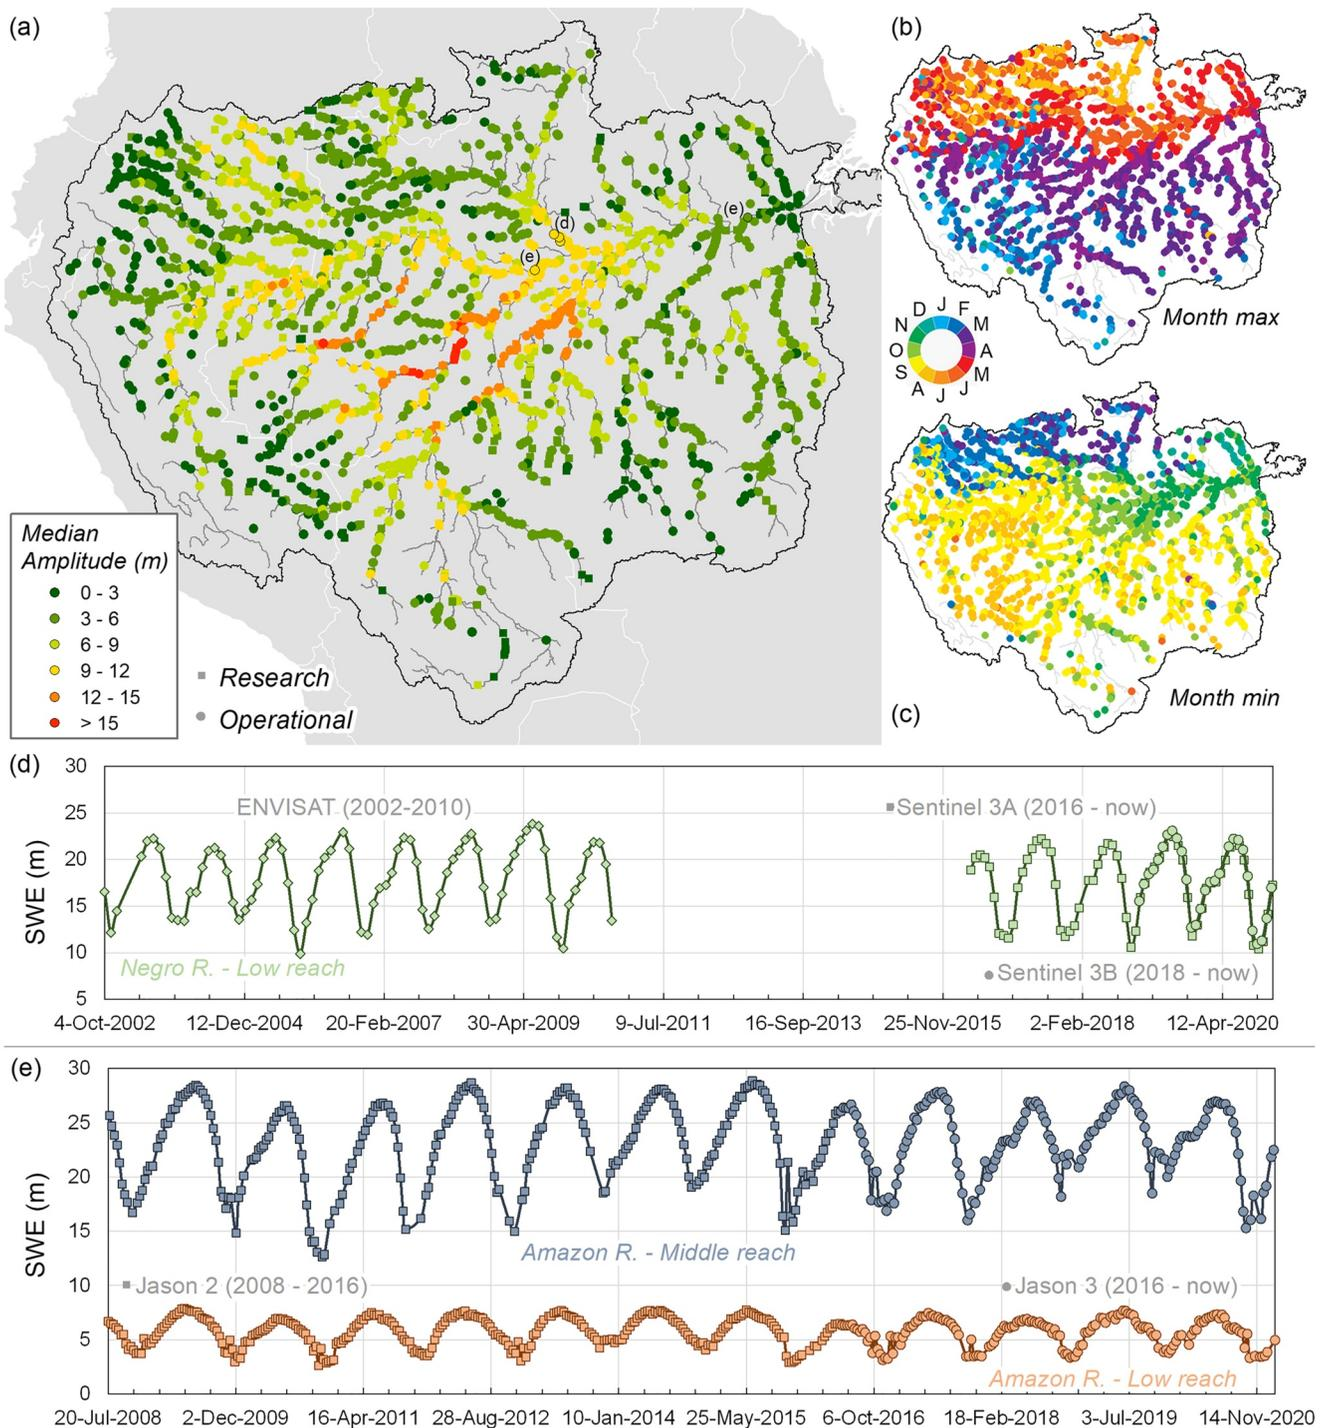 (a)
(d)
(e)
(e)
Median
Amplitude (m)
0 - 3
3 - 6
6 - 9
9 - 12
12 - 15
> 15
Research
Operational
(b)
Month max
J
F
M
A
M
J
J
A
S
O
N
D
Month min
(c)
(d)
30
25
20
15
10
5
SWE (m)
ENVISAT (2002-2010)
Sentinel 3A (2016 - now)
Negro R. - Low reach
Sentinel 3B (2018 - now)
4-Oct-2002 12-Dec-2004 20-Feb-2007 30-Apr-2009 9-Jul-2011 16-Sep-2013 25-Nov-2015 2-Feb-2018 12-Apr-2020
(e)
30
25
20
15
10
5
0
SWE (m)
Amazon R. - Middle reach
Jason 2 (2008 - 2016)
Jason 3 (2016 - now)
Amazon R. - Low reach
20-Jul-2008 2-Dec-2009 16-Apr-2011 28-Aug-2012 10-Jan-2014 25-May-2015 6-Oct-2016 18-Feb-2018 3-Jul-2019 14-Nov-2020